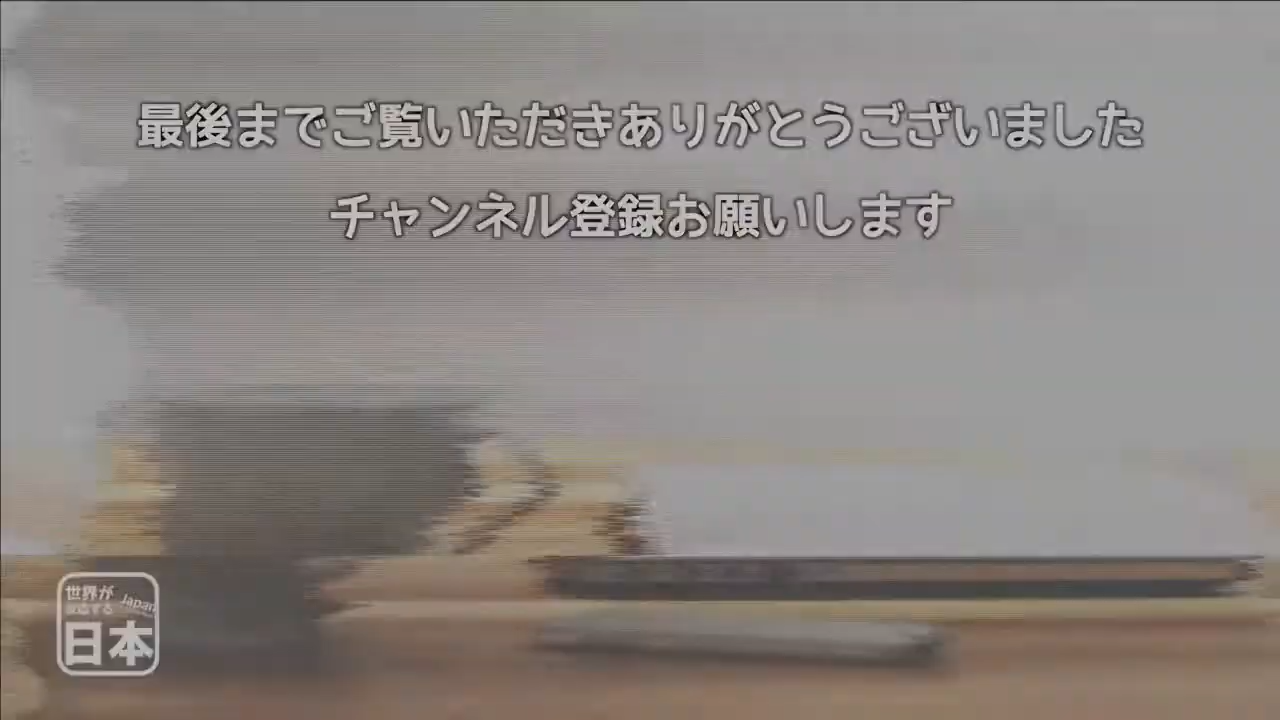 最後までご覧いただきありがとうございました
チャンネル登録お願いします
世界が
Japan
日本